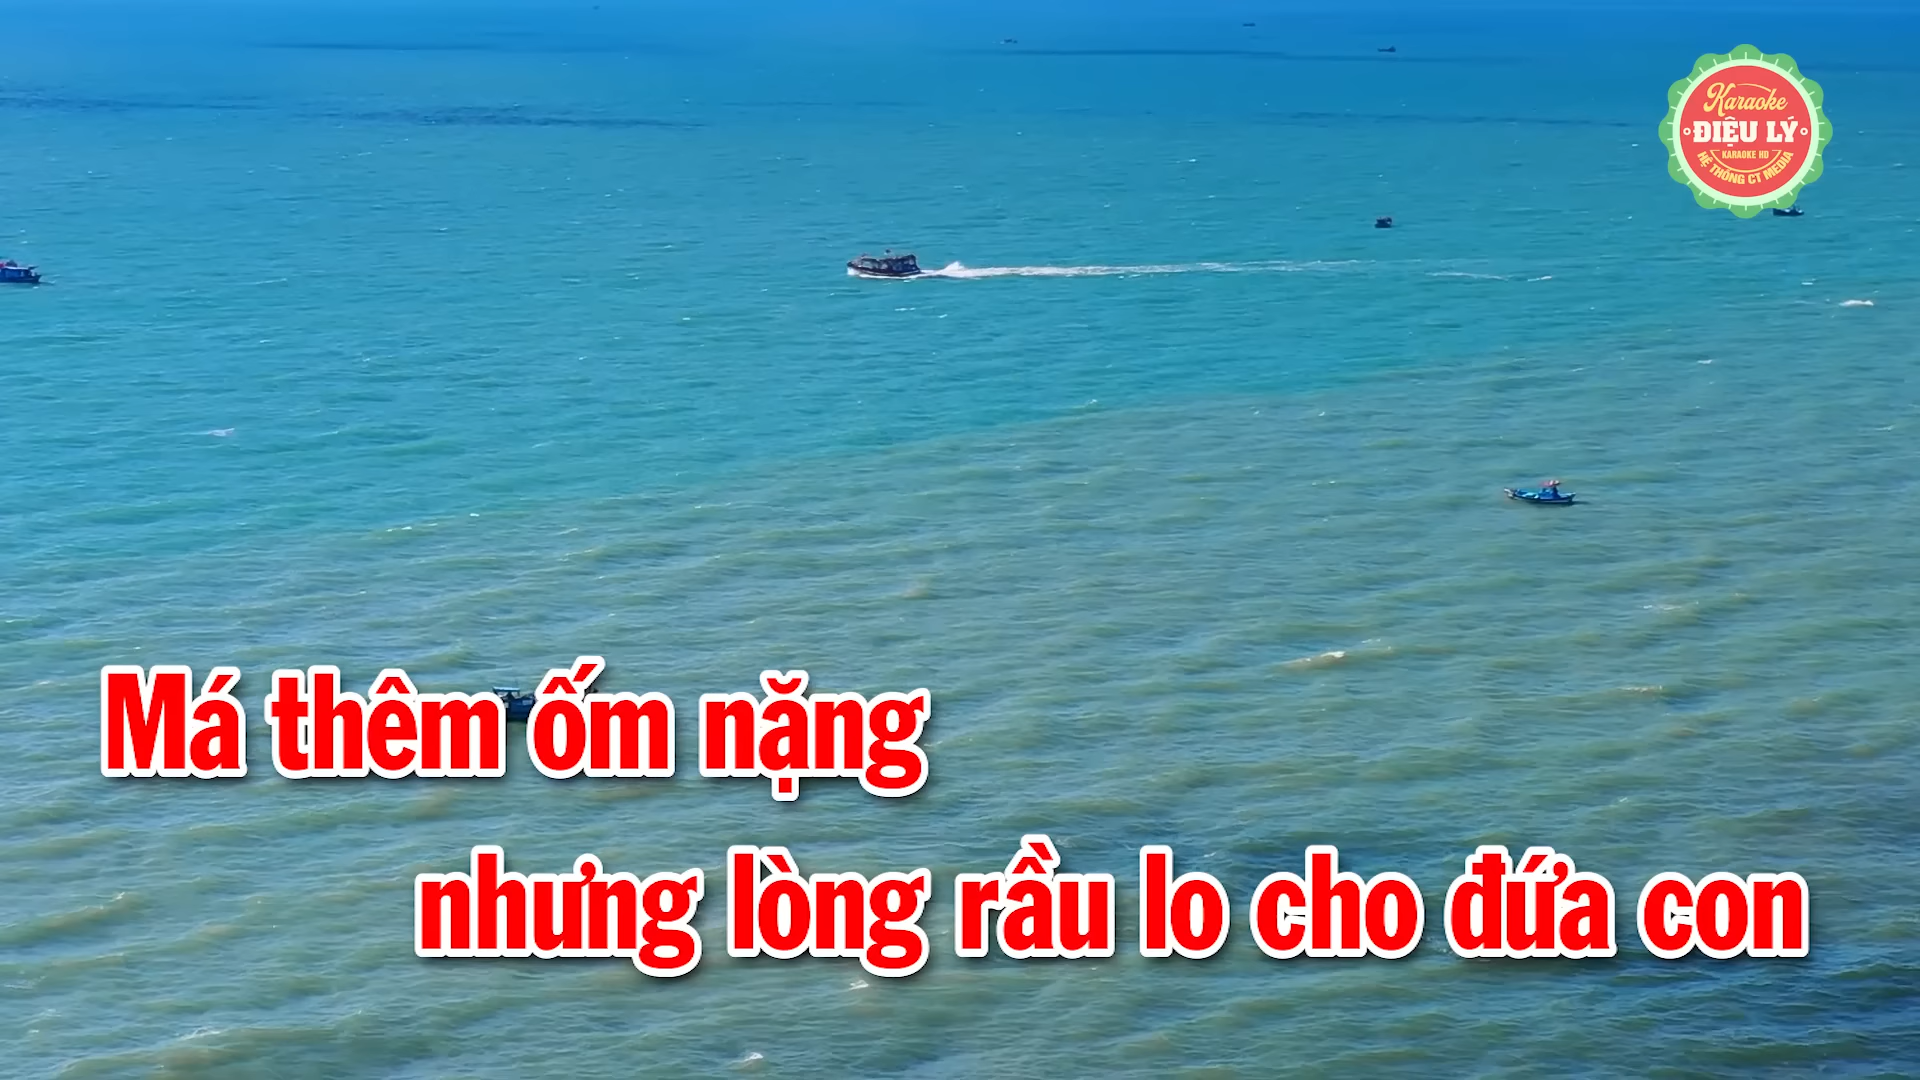 Karaoke
ĐIỆU LÝ
KARAOKE HD
HỆ THỐNG CT MEDIA
Má thêm ốm nặng
nhưng lòng rầu lo cho đứa con